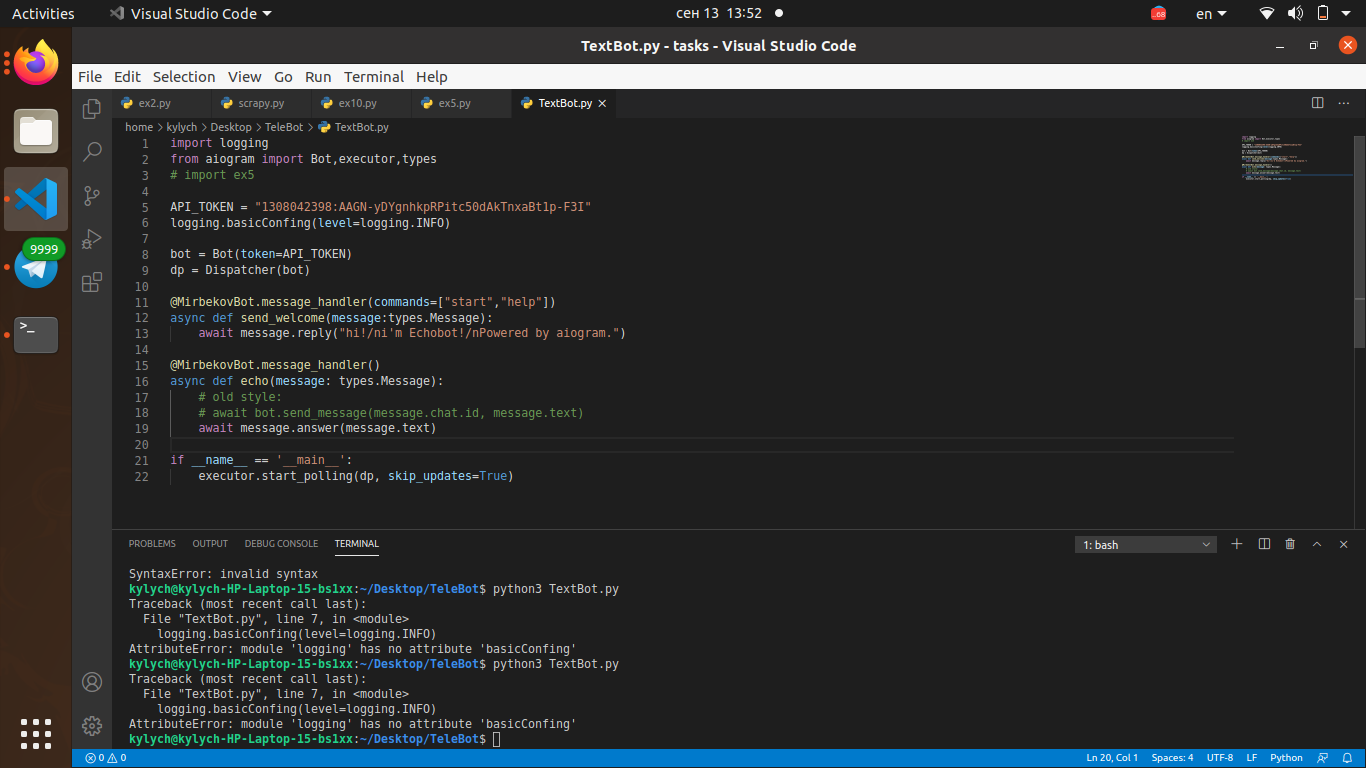 Activities Visual Studio Code сен 13 13:52 .68 en
TextBot.py - tasks - Visual Studio Code
File Edit Selection View Go Run Terminal Help
ex2.py scrapy.py ex10.py ex5.py TextBot.py
home > kylych > Desktop > TeleBot > TextBot.py
1 import logging
2 from aiogram import Bot,executor,types
3 # import ex5
4
5 API_TOKEN = "1308042398:AAGN-yDYgnhkpRPitc50dAkTnxaBt1p-F3I"
6 logging.basicConfing(level=logging.INFO)
7
8 bot = Bot(token=API_TOKEN)
9 dp = Dispatcher(bot)
10
11 @MirbekovBot.message_handler(commands=["start","help"])
12 async def send_welcome(message:types.Message):
13 await message.reply("hi!/ni'm Echobot!/nPowered by aiogram.")
14
15 @MirbekovBot.message_handler()
16 async def echo(message: types.Message):
17 # old style:
18 # await bot.send_message(message.chat.id, message.text)
19 await message.answer(message.text)
20
21 if __name__ == '__main__':
22 executor.start_polling(dp, skip_updates=True)
9999
PROBLEMS OUTPUT DEBUG CONSOLE TERMINAL 1: bash
SyntaxError: invalid syntax
kylych@kylych-HP-Laptop-15-bs1xx:~/Desktop/TeleBot$ python3 TextBot.py
Traceback (most recent call last):
File "TextBot.py", line 7, in <module>
logging.basicConfing(level=logging.INFO)
AttributeError: module 'logging' has no attribute 'basicConfing'
kylych@kylych-HP-Laptop-15-bs1xx:~/Desktop/TeleBot$ python3 TextBot.py
Traceback (most recent call last):
File "TextBot.py", line 7, in <module>
logging.basicConfing(level=logging.INFO)
AttributeError: module 'logging' has no attribute 'basicConfing'
kylych@kylych-HP-Laptop-15-bs1xx:~/Desktop/TeleBot$
0 0 Ln 20, Col 1 Spaces: 4 UTF-8 LF Python